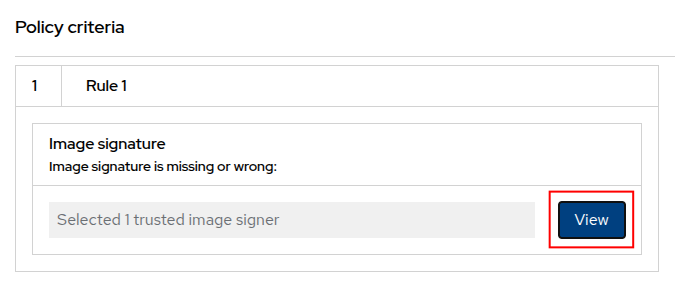 Policy criteria
1 Rule 1
Image signature
Image signature is missing or wrong:
Selected 1 trusted image signer View